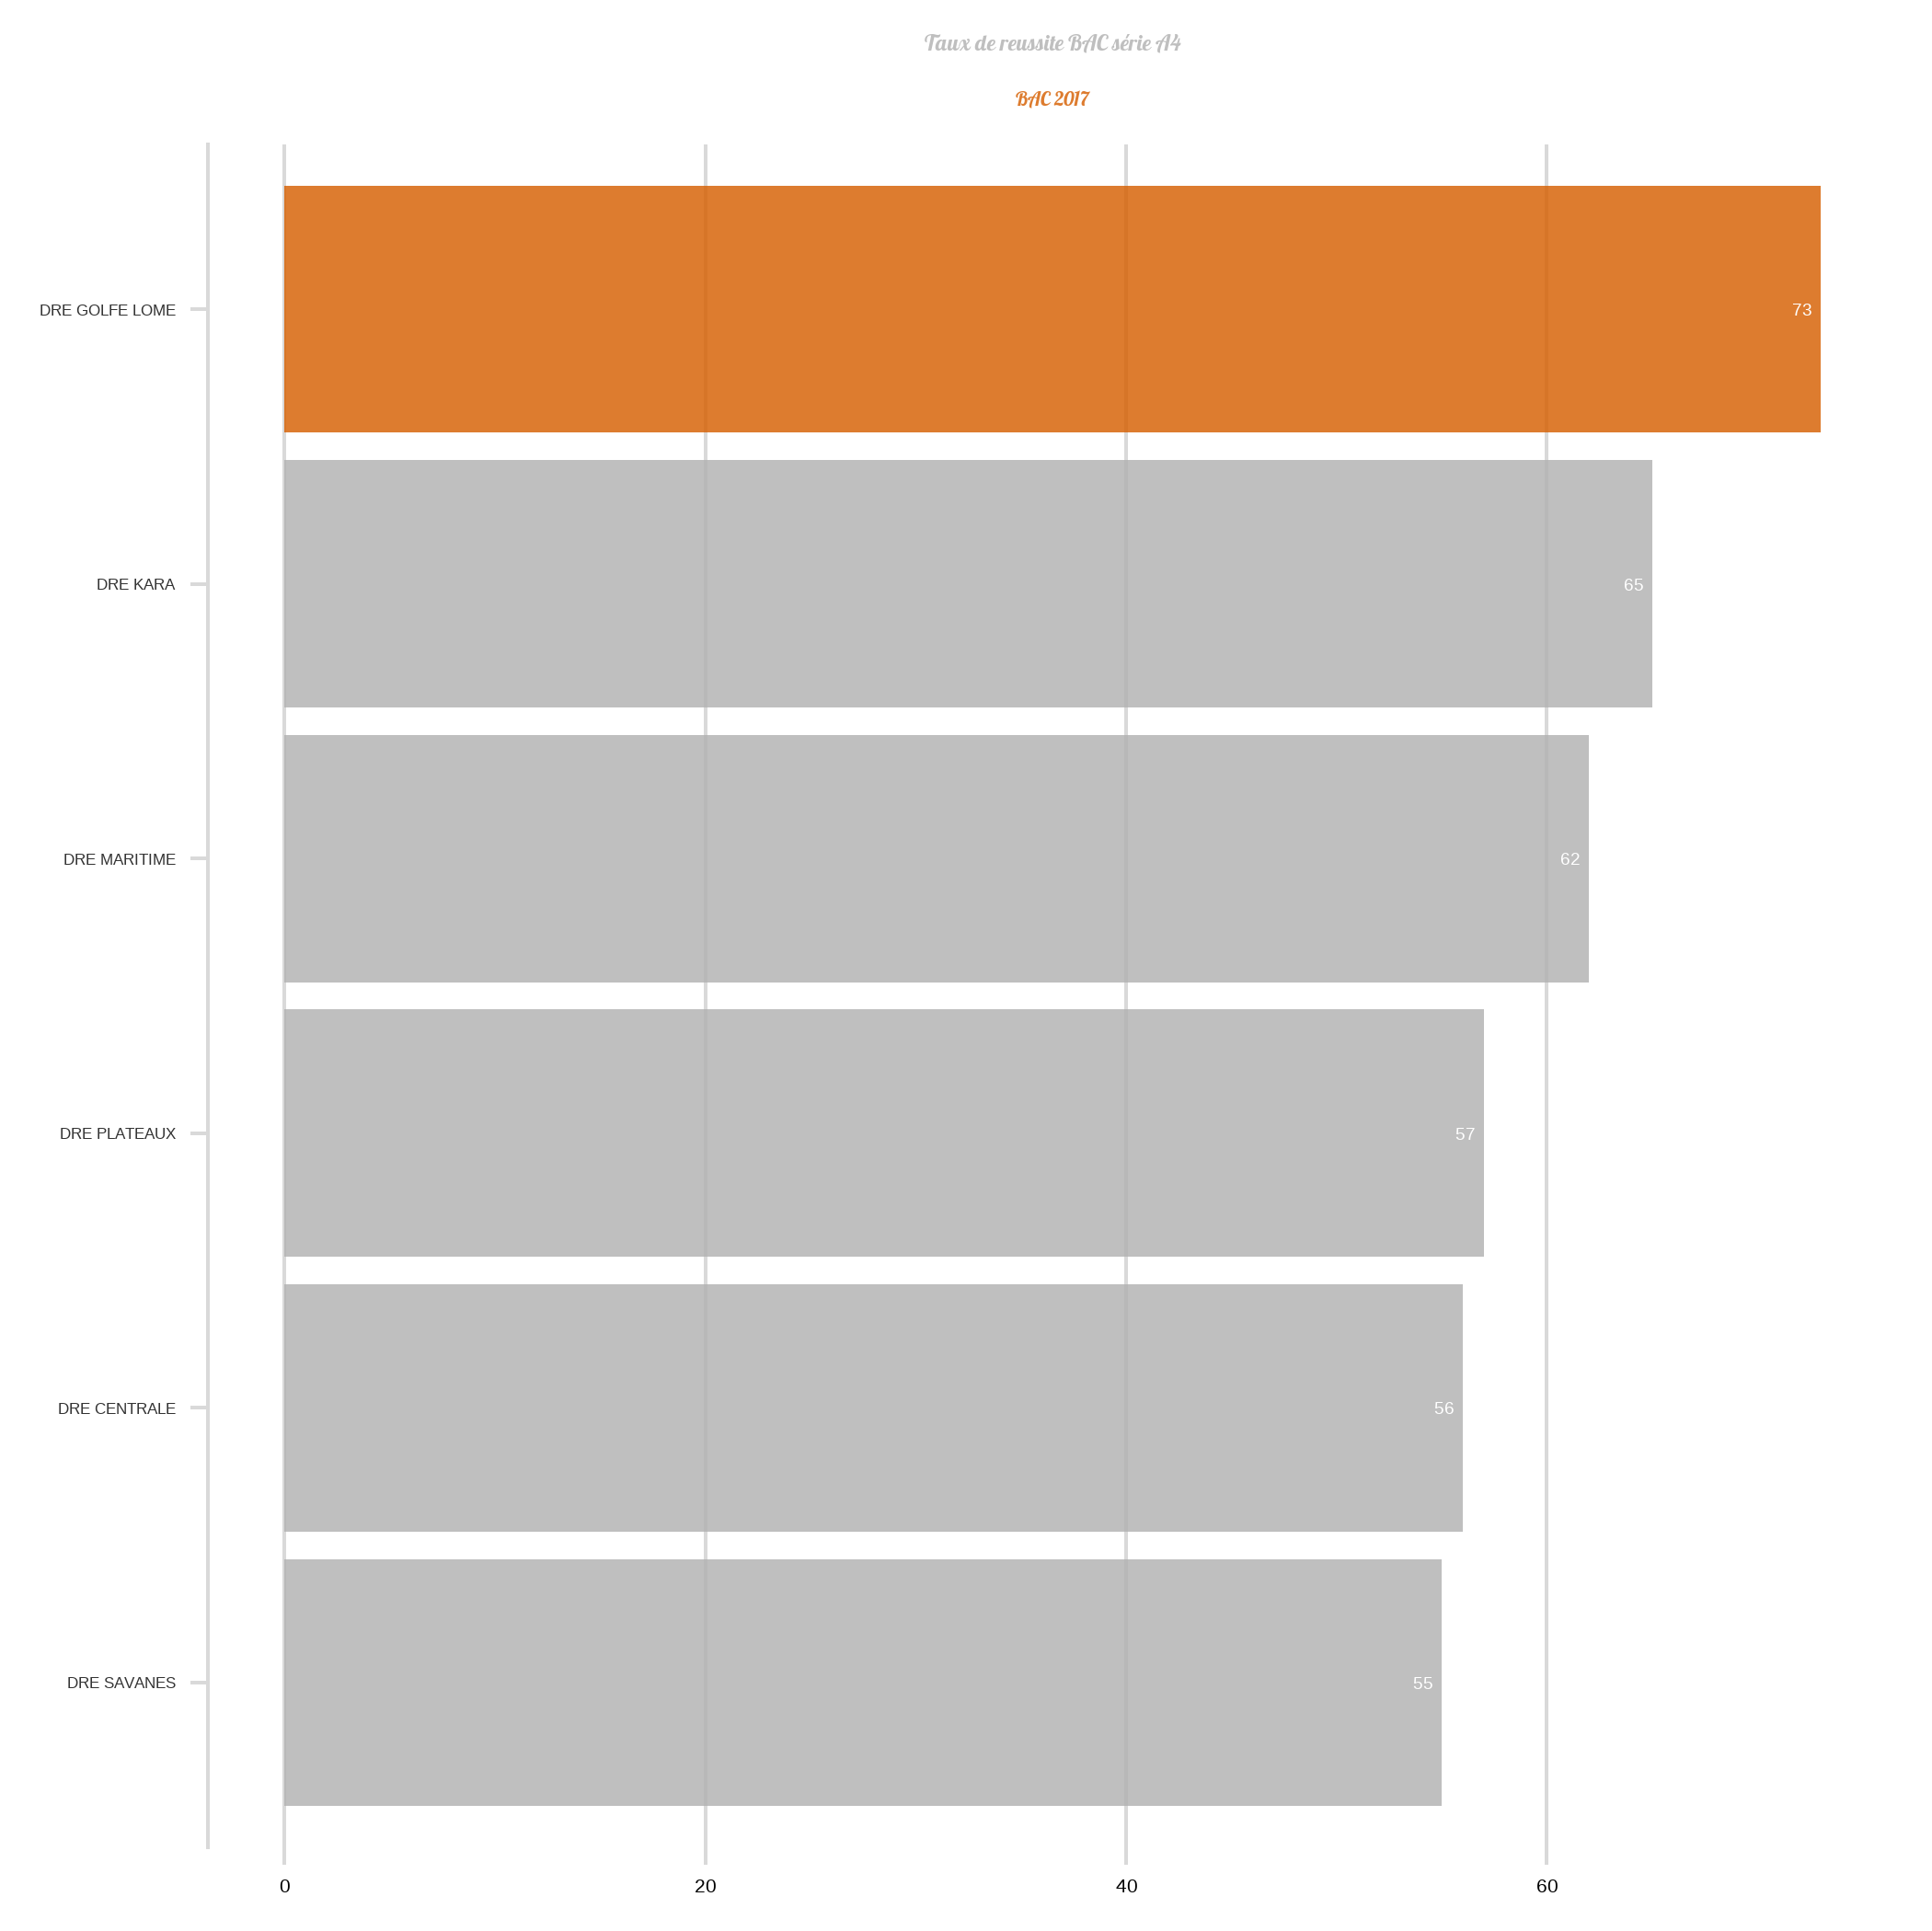 Taux de reussite BAC série A4
BAC 2017
DRE GOLFE LOME
73
DRE KARA
65
DRE MARITIME
62
DRE PLATEAUX
57
DRE CENTRALE
56
DRE SAVANES
55
0 20 40 60